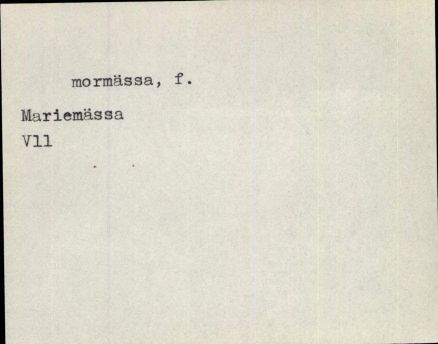 mormässa, f.
Mariemässa
Vll